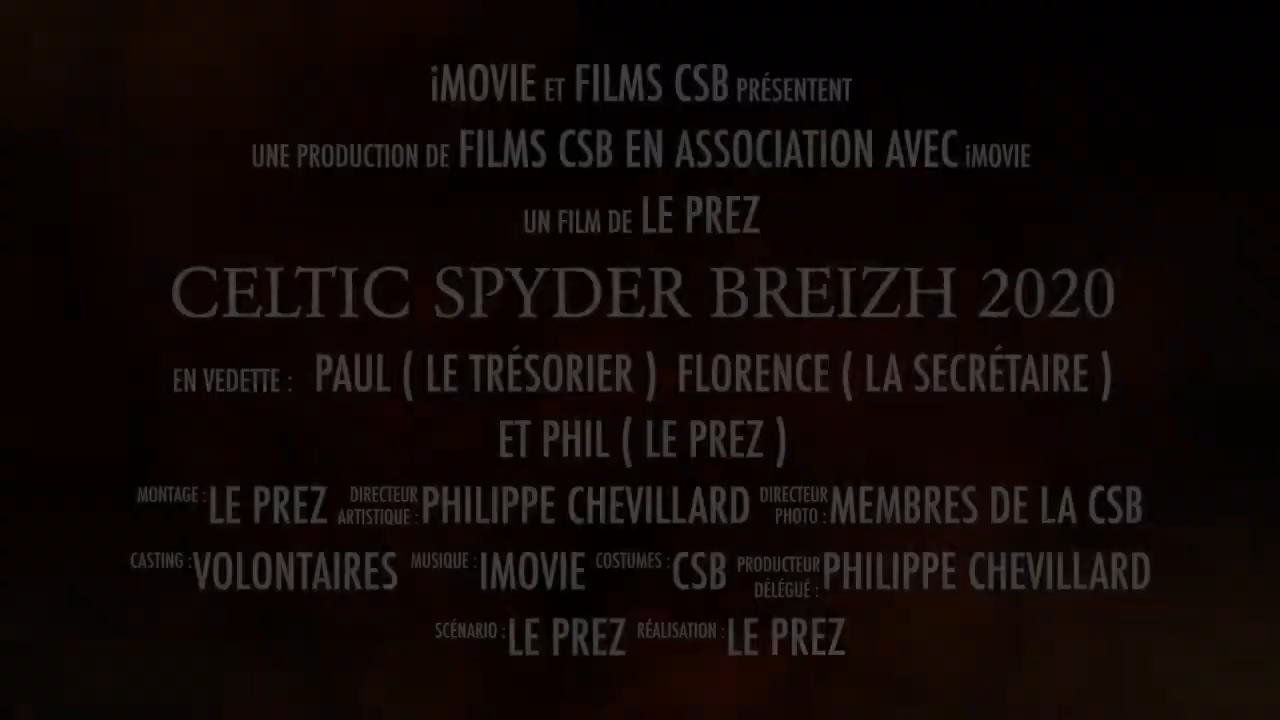 iMOVIE ET FILMS CSB PRÉSENTENT
UNE PRODUCTION DE FILMS CSB EN ASSOCIATION AVEC iMOVIE
UN FILM DE LE PREZ
CELTIC SPYDER BREIZH 2020
EN VEDETTE : PAUL ( LE TRÉSORIER ) FLORENCE ( LA SECRÉTAIRE )
ET PHIL ( LE PREZ )
MONTAGE : LE PREZ DIRECTEUR ARTISTIQUE : PHILIPPE CHEVILLARD DIRECTEUR PHOTO : MEMBRES DE LA CSB
CASTING : VOLONTAIRES MUSIQUE : IMOVIE COSTUMES : CSB PRODUCTEUR DÉLÉGUÉ : PHILIPPE CHEVILLARD
SCÉNARIO : LE PREZ RÉALISATION : LE PREZ